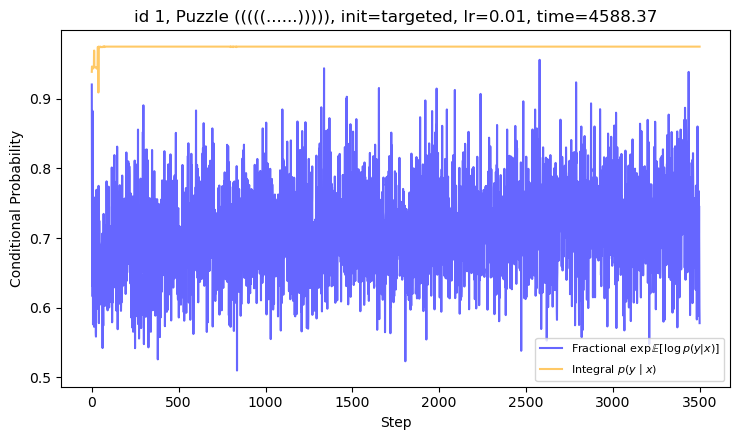 id 1, Puzzle (((((......))))), init=targeted, lr=0.01, time=4588.37
Conditional Probability
0.9
0.8
0.7
0.6
0.5
0
500
1000
1500
2000
2500
3000
3500
Step
Fractional exp𝔼[log p(y|x)]
Integral p(y | x)